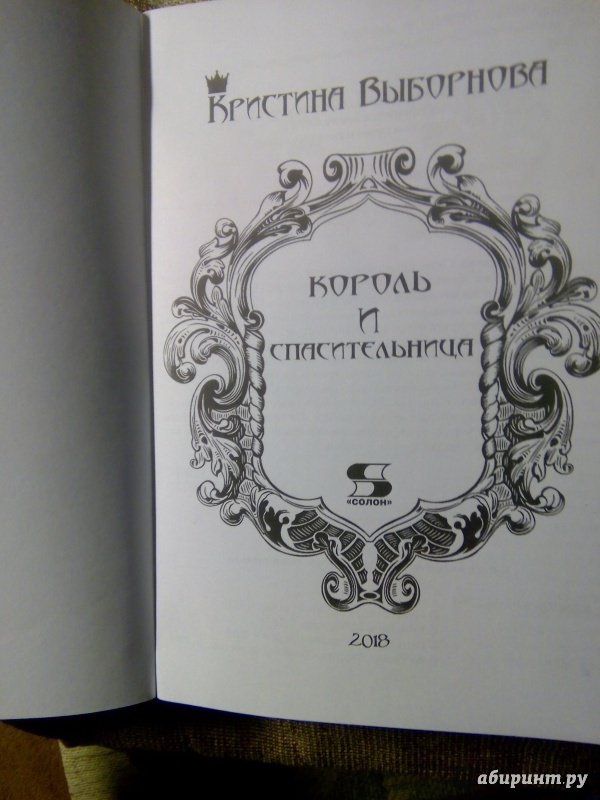 Кристина Выборнова
КОРОЛЬ
И
СПАСИТЕЛЬНИЦА
«СОЛОН»
2018
абиринт.ру